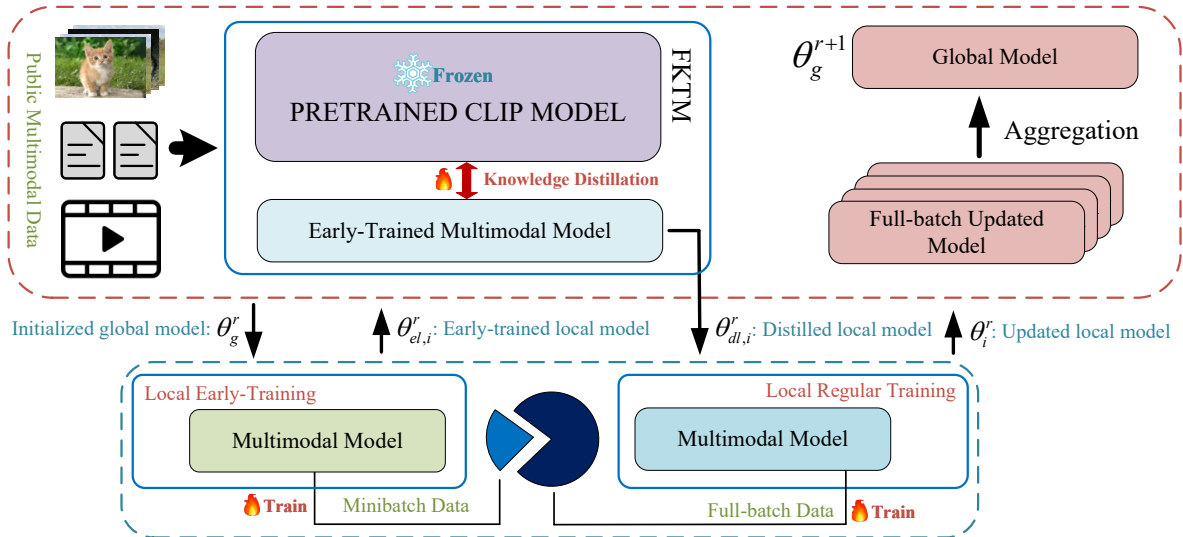 Public Multimodal Data
Frozen
PRETRAINED CLIP MODEL
FKTM
Knowledge Distillation
Early-Trained Multimodal Model
θ_g^{r+1}
Global Model
Aggregation
Full-batch Updated
Model
Initialized global model: θ_g^r
θ_{el,i}^r: Early-trained local model
θ_{dl,i}^r: Distilled local model
θ_i^r: Updated local model
Local Early-Training
Multimodal Model
Local Regular Training
Multimodal Model
Train
Minibatch Data
Full-batch Data
Train